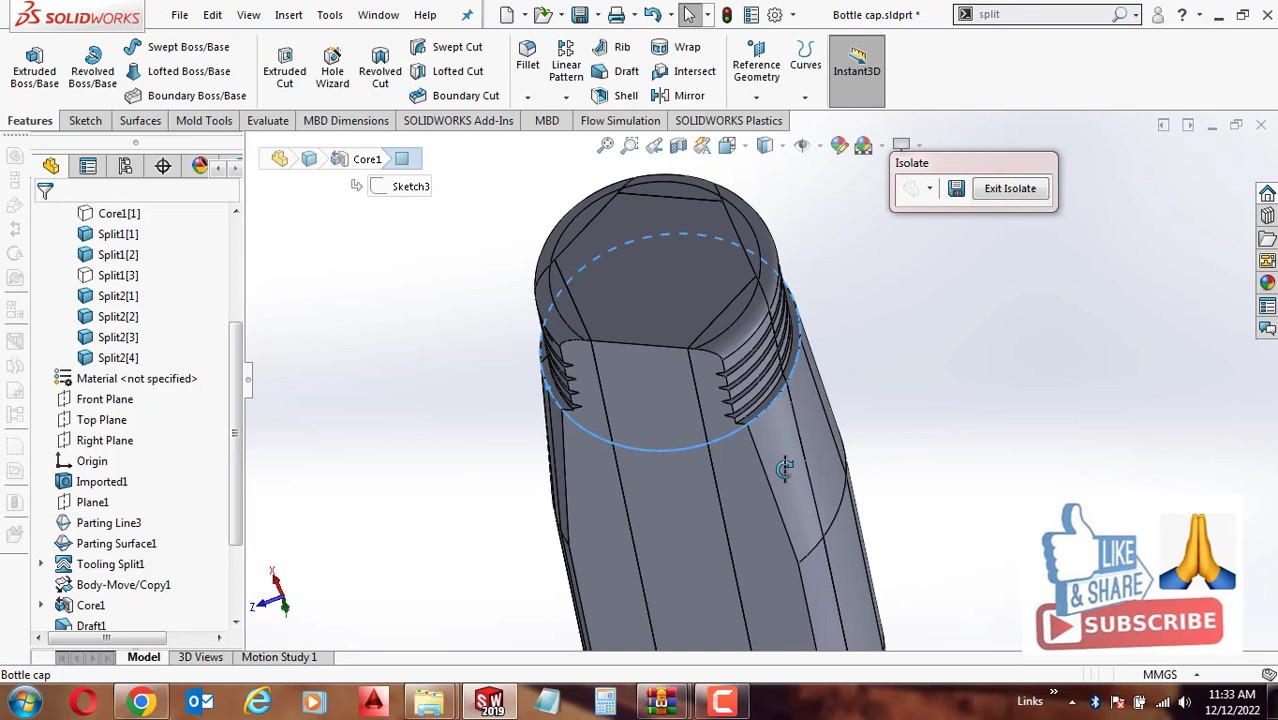 SOLIDWORKS File Edit View Insert Tools Window Help Bottle cap.sldprt * split ?
Extruded Boss/Base
Revolved Boss/Base
Swept Boss/Base
Lofted Boss/Base
Boundary Boss/Base
Extruded Cut
Hole Wizard
Revolved Cut
Swept Cut
Lofted Cut
Boundary Cut
Fillet
Linear Pattern
Rib
Draft
Shell
Wrap
Intersect
Mirror
Reference Geometry
Curves
Instant3D
Features Sketch Surfaces Mold Tools Evaluate MBD Dimensions SOLIDWORKS Add-Ins MBD Flow Simulation SOLIDWORKS Plastics
Core1
Sketch3
Isolate
Exit Isolate
Core1[1]
Split1[1]
Split1[2]
Split1[3]
Split2[1]
Split2[2]
Split2[3]
Split2[4]
Material <not specified>
Front Plane
Top Plane
Right Plane
Origin
Imported1
Plane1
Parting Line3
Parting Surface1
Tooling Split1
Body-Move/Copy1
Core1
Draft1
X
Z
Y
LIKE
& SHARE
SUBSCRIBE
Model 3D Views Motion Study 1
Bottle cap MMGS
SW
2019
Links
11:33 AM
12/12/2022